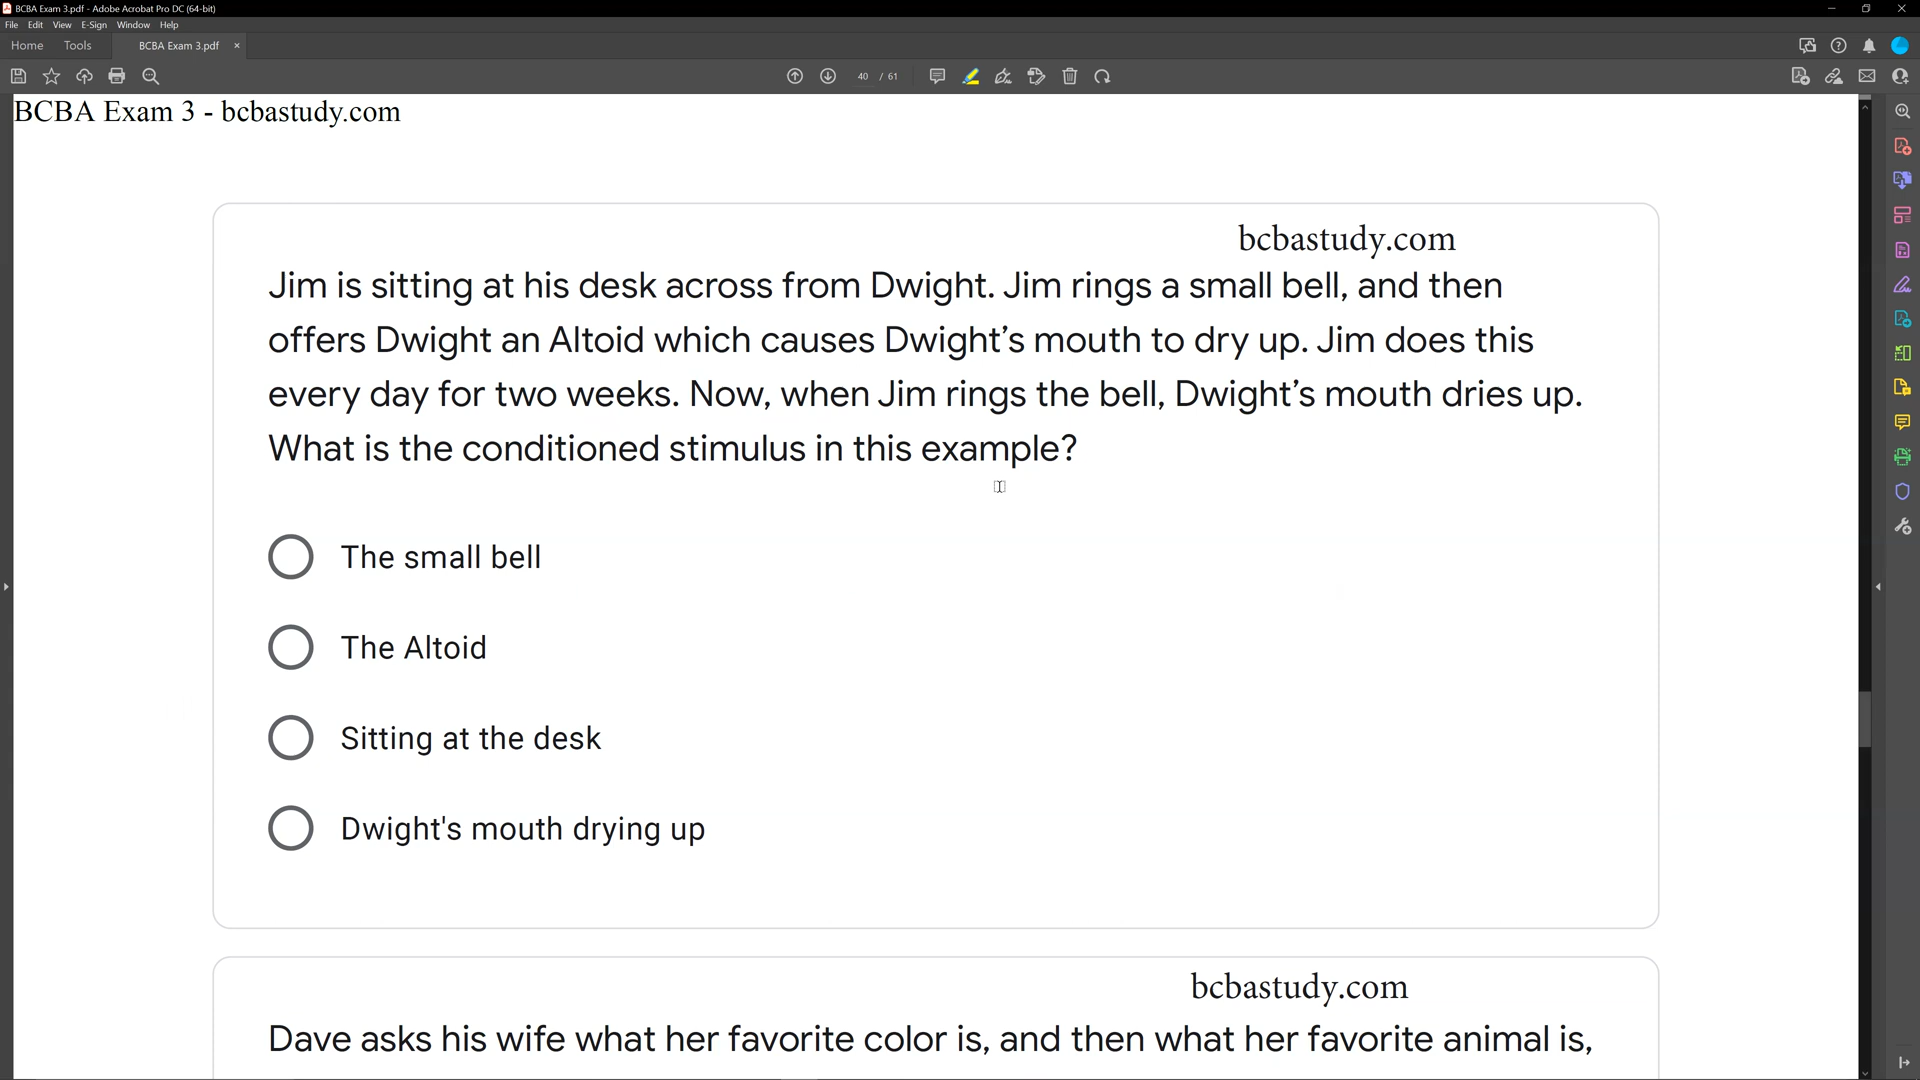 BCBA Exam 3.pdf - Adobe Acrobat Pro DC (64-bit)
File Edit View E-Sign Window Help
Home Tools BCBA Exam 3.pdf ×
40 / 61
BCBA Exam 3 - bcbastudy.com
bcbastudy.com
Jim is sitting at his desk across from Dwight. Jim rings a small bell, and then
offers Dwight an Altoid which causes Dwight’s mouth to dry up. Jim does this
every day for two weeks. Now, when Jim rings the bell, Dwight’s mouth dries up.
What is the conditioned stimulus in this example?
The small bell
The Altoid
Sitting at the desk
Dwight's mouth drying up
bcbastudy.com
Dave asks his wife what her favorite color is, and then what her favorite animal is,